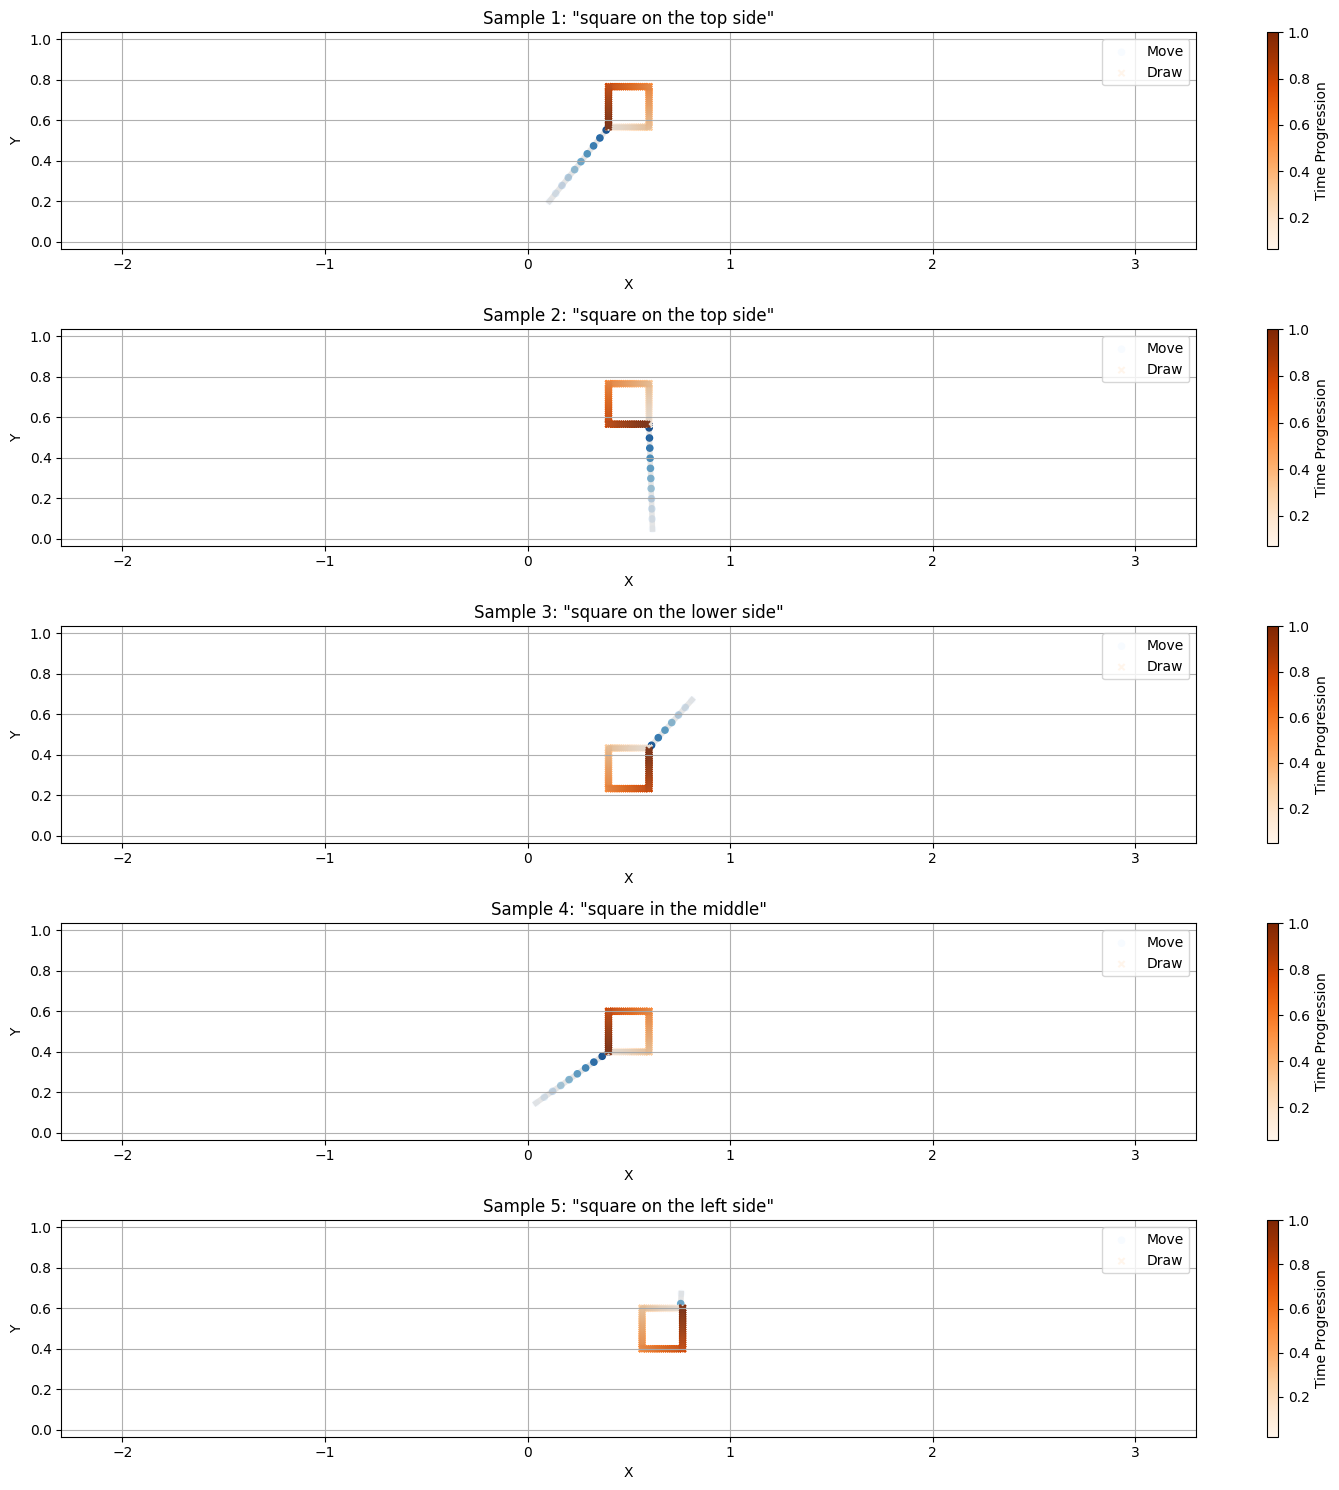 Sample 1: "square on the top side"
1.0
0.8
0.6
0.4
0.2
0.0
Y
−2
−1
0
1
2
3
X
Move
Draw
1.0
0.8
0.6
0.4
0.2
Time Progression
Sample 2: "square on the top side"
1.0
0.8
0.6
0.4
0.2
0.0
Y
−2
−1
0
1
2
3
X
Move
Draw
1.0
0.8
0.6
0.4
0.2
Time Progression
Sample 3: "square on the lower side"
1.0
0.8
0.6
0.4
0.2
0.0
Y
−2
−1
0
1
2
3
X
Move
Draw
1.0
0.8
0.6
0.4
0.2
Time Progression
Sample 4: "square in the middle"
1.0
0.8
0.6
0.4
0.2
0.0
Y
−2
−1
0
1
2
3
X
Move
Draw
1.0
0.8
0.6
0.4
0.2
Time Progression
Sample 5: "square on the left side"
1.0
0.8
0.6
0.4
0.2
0.0
Y
−2
−1
0
1
2
3
X
Move
Draw
1.0
0.8
0.6
0.4
0.2
Time Progression